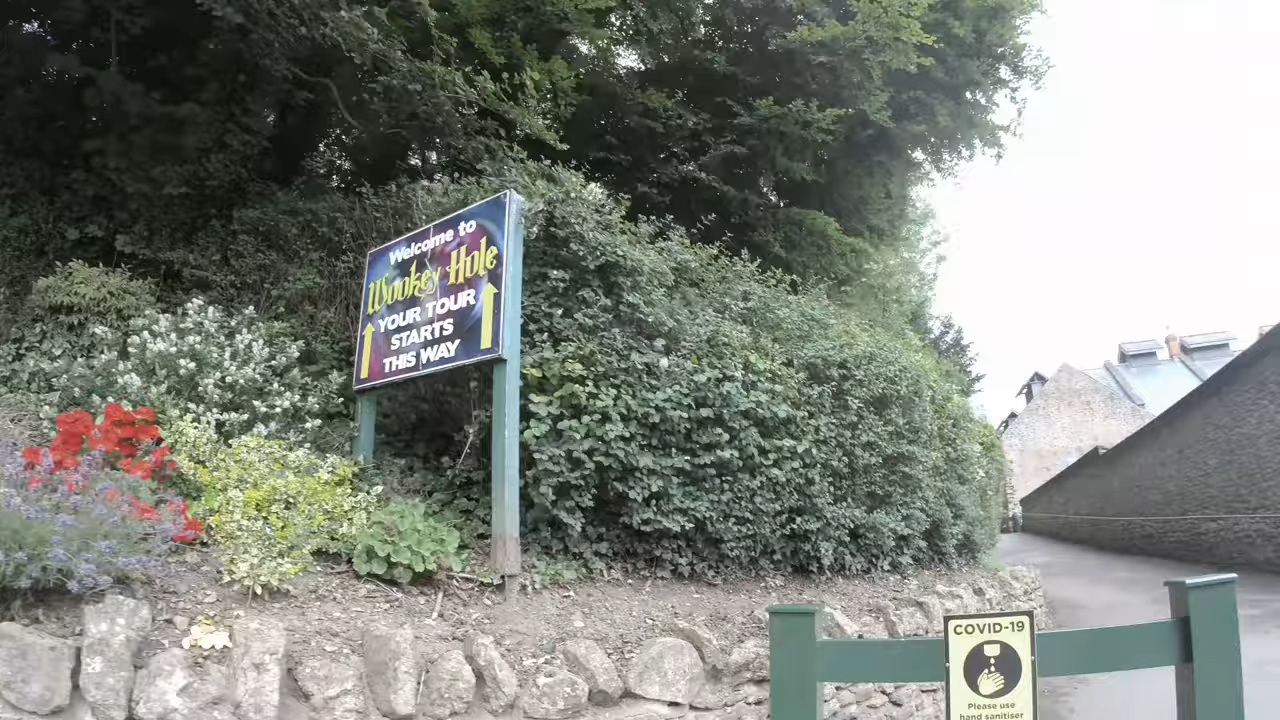 Welcome to
Wookey Hole
YOUR TOUR
STARTS
THIS WAY
COVID-19
Please use
hand sanitiser